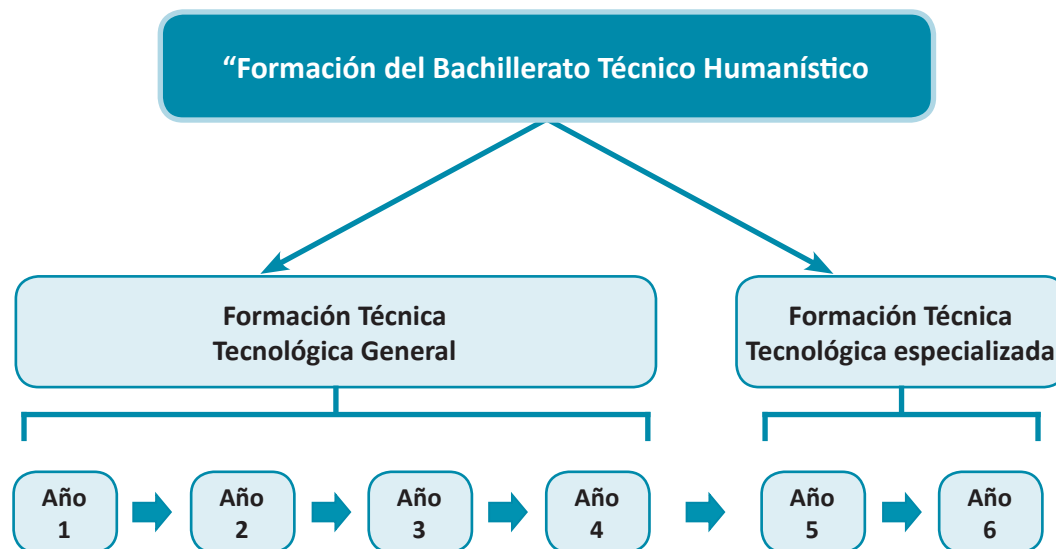 “Formación del Bachillerato Técnico Humanístico
Formación Técnica
Tecnológica General
Formación Técnica
Tecnológica especializada
Año
1
Año
2
Año
3
Año
4
Año
5
Año
6